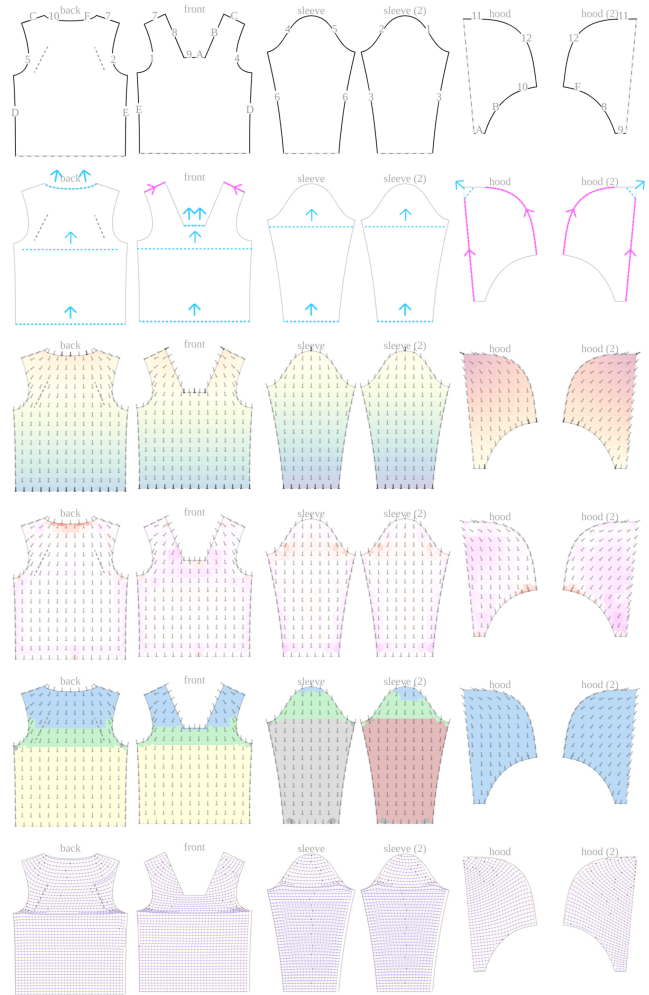 back front sleeve sleeve (2) hood hood (2)
C 10 F 7 7 C 4 5 2 1 11 11
8 B 12 12
5 2 1 9 A 4
6 6 3 3 10 F
D E E D B 8
A 9
back front sleeve sleeve (2) hood hood (2)
back front sleeve sleeve (2) hood hood (2)
back front sleeve sleeve (2) hood hood (2)
back front sleeve sleeve (2) hood hood (2)
back front sleeve sleeve (2) hood hood (2)